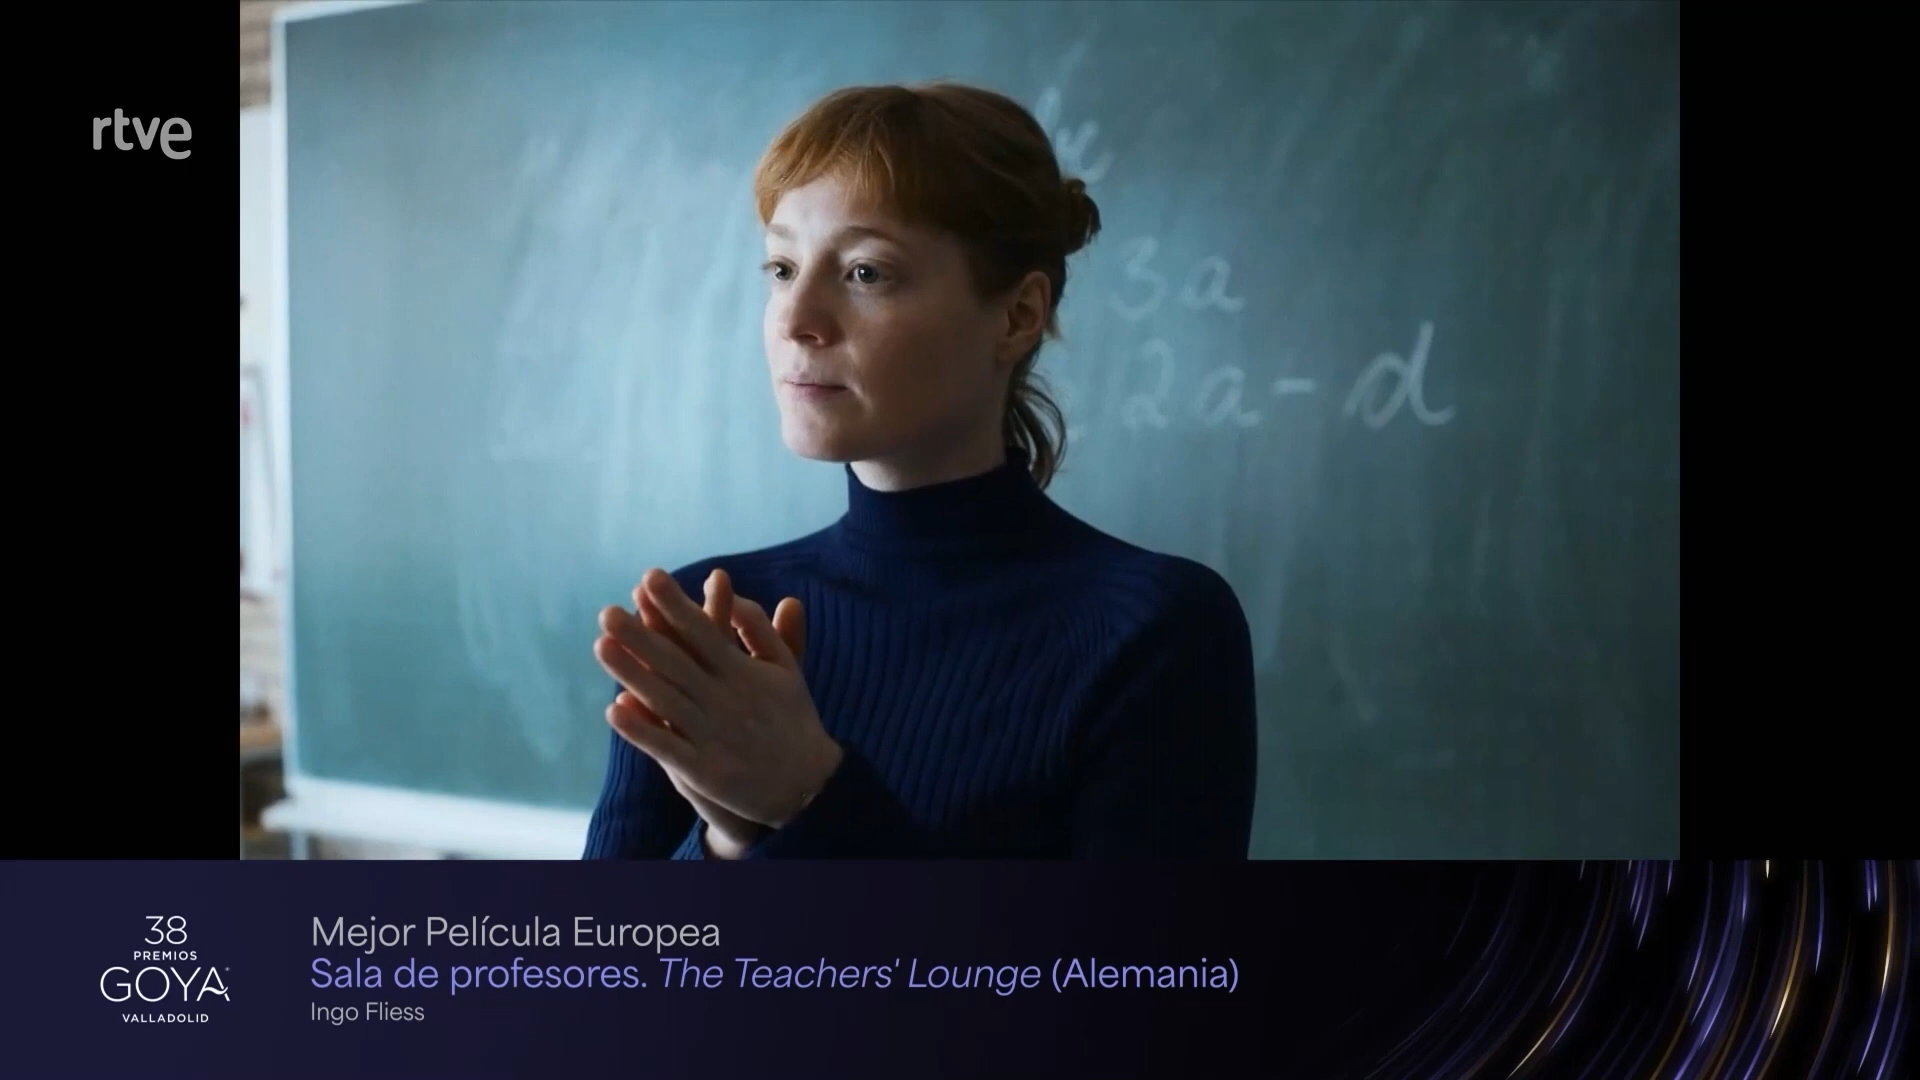 rtve
3a
2a - d
38
PREMIOS
GOYA
VALLADOLID
Mejor Película Europea
Sala de profesores. The Teachers' Lounge (Alemania)
Ingo Fliess